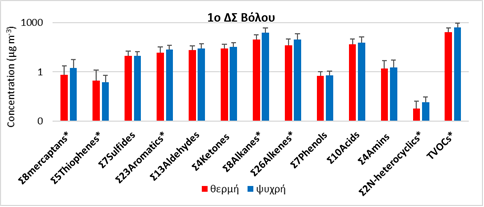 1ο ΔΣ Βόλου
Concentration (μg m⁻³)
1000
1
0
Σ8mercaptans*
Σ5Thiophenes*
Σ7Sulfides
Σ23Aromatics*
Σ13Aldehydes
Σ4Ketones
Σ8Alkanes*
Σ26Alkenes*
Σ7Phenols
Σ10Acids
Σ4Amins
Σ2N-heterocyclics*
TVOCs*
θερμή ψυχρή